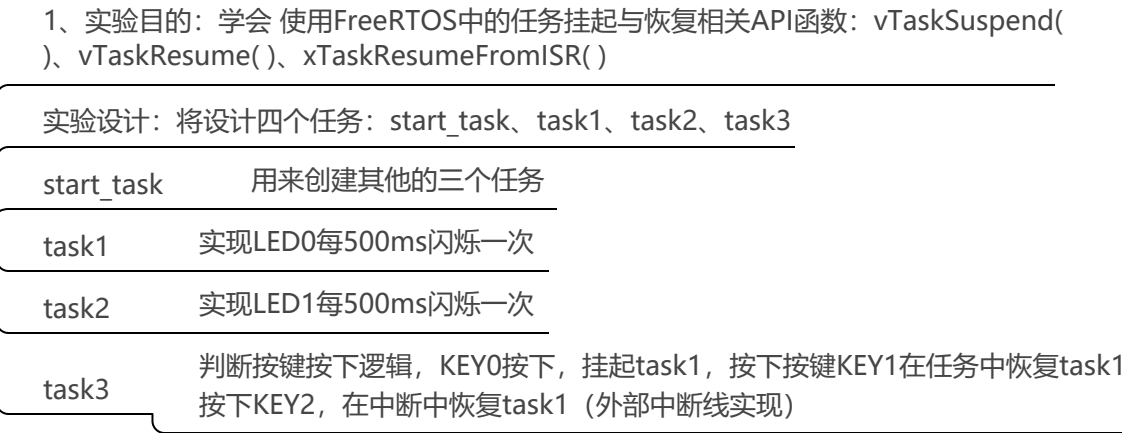 1、实验目的：学会 使用FreeRTOS中的任务挂起与恢复相关API函数：vTaskSuspend(
)、vTaskResume( )、xTaskResumeFromISR( )
实验设计：将设计四个任务：start_task、task1、task2、task3
start_task 用来创建其他的三个任务
task1 实现LED0每500ms闪烁一次
task2 实现LED1每500ms闪烁一次
task3 判断按键按下逻辑，KEY0按下，挂起task1，按下按键KEY1在任务中恢复task1
按下KEY2，在中断中恢复task1（外部中断线实现）